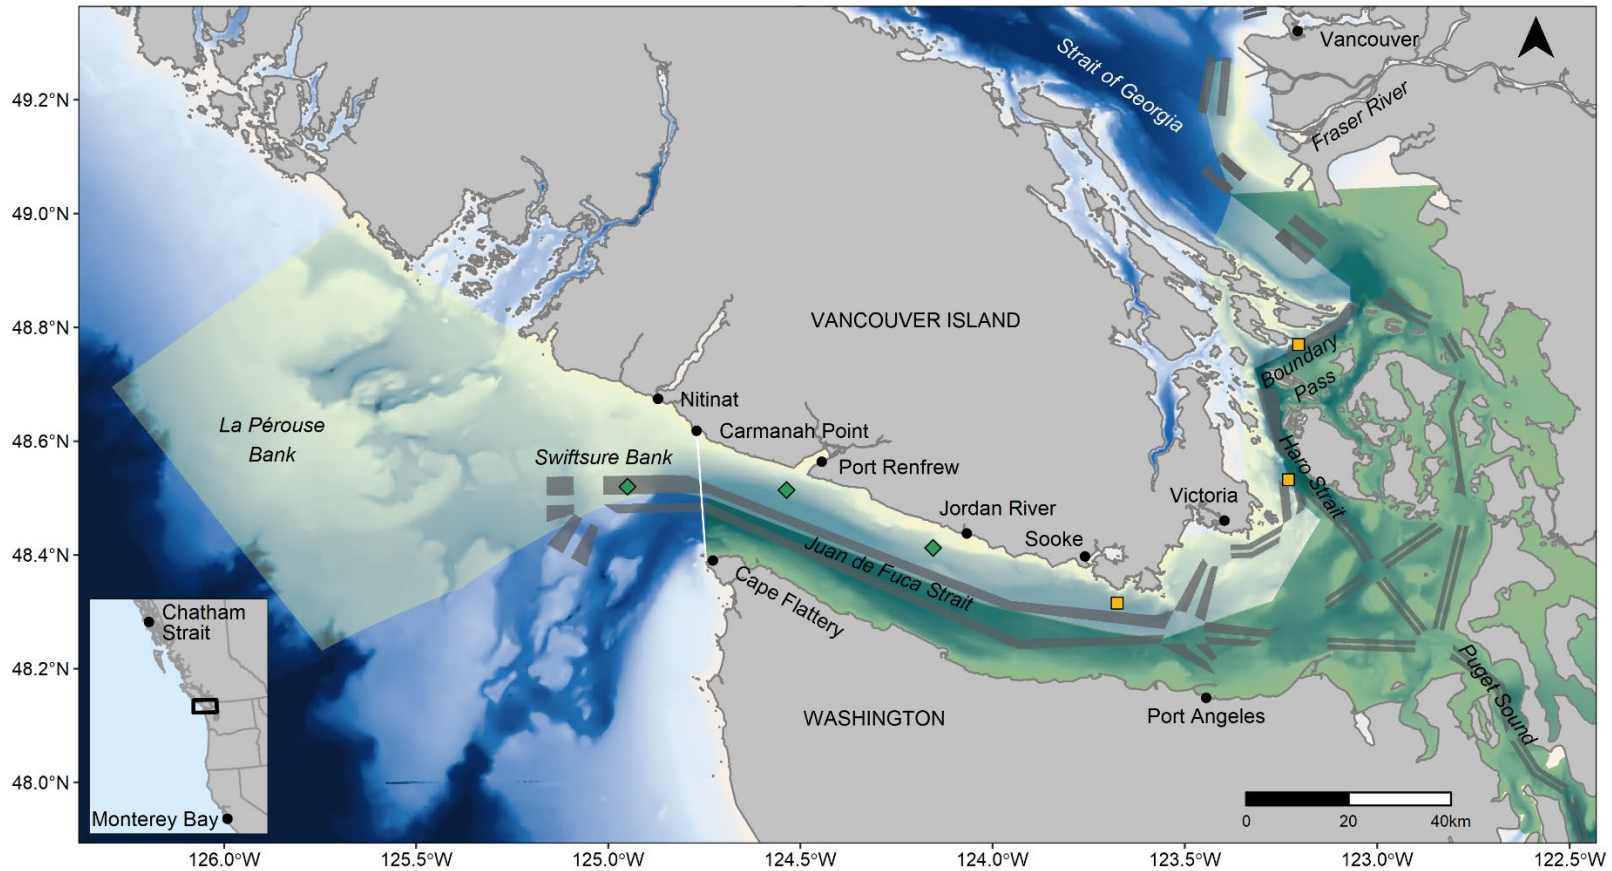 Vancouver
Strait of Georgia
Fraser River
49.2°N
49.0°N
48.8°N
48.6°N
48.4°N
48.2°N
48.0°N
VANCOUVER ISLAND
Boundary
Pass
La Pérouse
Bank
Nitinat
Carmanah Point
Swiftsure Bank
Port Renfrew
Haro Strait
Victoria
Jordan River
Sooke
Juan de Fuca Strait
Cape Flattery
Chatham
Strait
Monterey Bay
WASHINGTON
Port Angeles
Puget Sound
0 20 40km
126.0°W 125.5°W 125.0°W 124.5°W 124.0°W 123.5°W 123.0°W 122.5°W